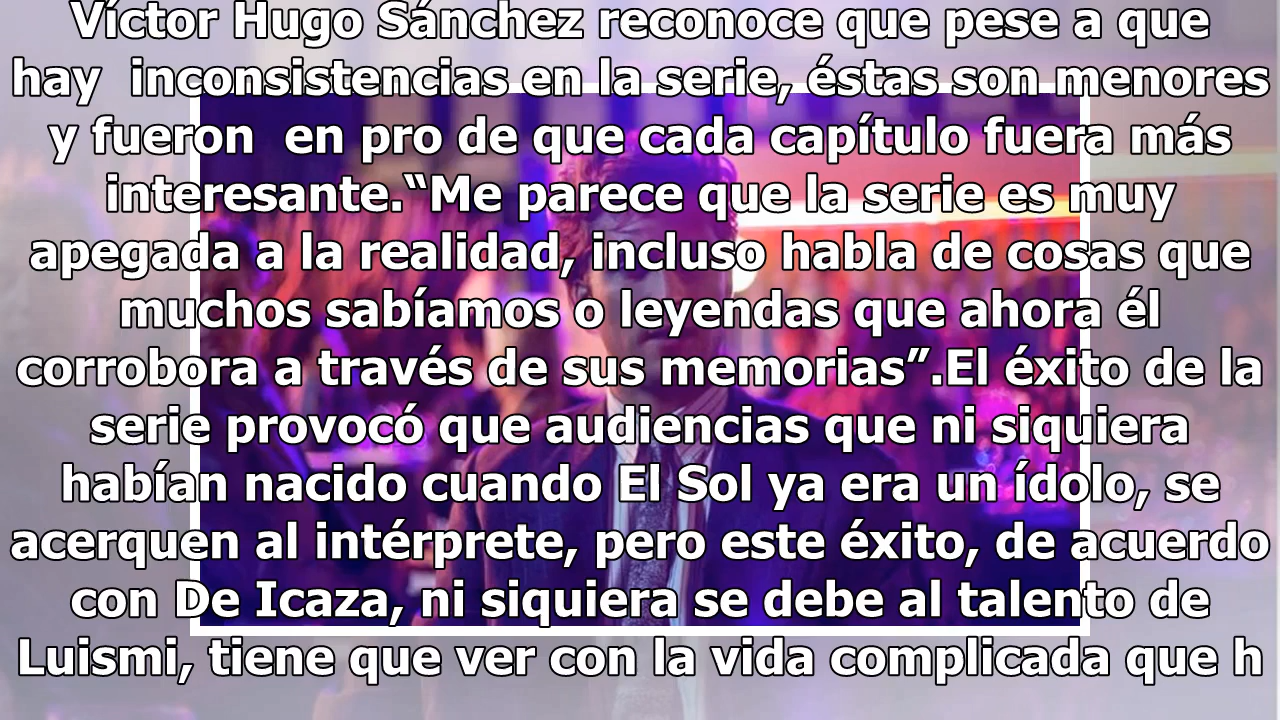 Víctor Hugo Sánchez reconoce que pese a que
hay  inconsistencias en la serie, éstas son menores
y fueron  en pro de que cada capítulo fuera más
interesante.“Me parece que la serie es muy
apegada a la realidad, incluso habla de cosas que
muchos sabíamos o leyendas que ahora él
corrobora a través de sus memorias”.El éxito de la
serie provocó que audiencias que ni siquiera
habían nacido cuando El Sol ya era un ídolo, se
acerquen al intérprete, pero este éxito, de acuerdo
con De Icaza, ni siquiera se debe al talento de
Luismi, tiene que ver con la vida complicada que h